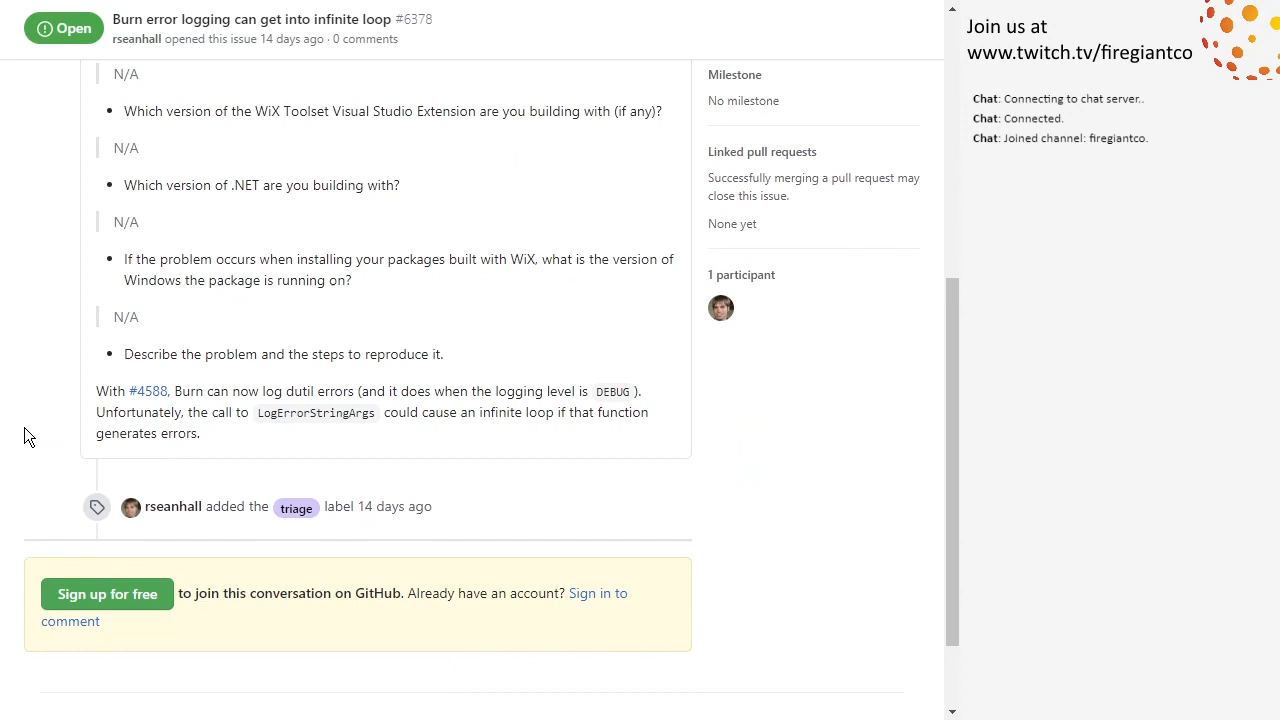 Open
Burn error logging can get into infinite loop #6378
rseanhall opened this issue 14 days ago · 0 comments
N/A
• Which version of the WiX Toolset Visual Studio Extension are you building with (if any)?
N/A
• Which version of .NET are you building with?
N/A
• If the problem occurs when installing your packages built with WiX, what is the version of
Windows the package is running on?
N/A
• Describe the problem and the steps to reproduce it.
With #4588, Burn can now log dutil errors (and it does when the logging level is DEBUG).
Unfortunately, the call to LogErrorStringArgs could cause an infinite loop if that function
generates errors.
rseanhall added the triage label 14 days ago
Sign up for free to join this conversation on GitHub. Already have an account? Sign in to
comment
Milestone
No milestone
Linked pull requests
Successfully merging a pull request may
close this issue.
None yet
1 participant
Join us at
www.twitch.tv/firegiantco
Chat: Connecting to chat server..
Chat: Connected.
Chat: Joined channel: firegiantco.